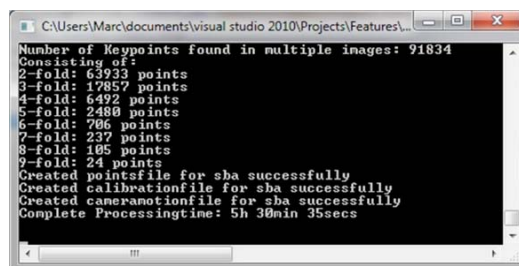 C:\Users\Marc\documents\visual studio 2010\Projects\Features\...
Number of Keypoints found in multiple images: 91834
Consisting of:
2-fold: 63933 points
3-fold: 17857 points
4-fold: 6492 points
5-fold: 2480 points
6-fold: 706 points
7-fold: 237 points
8-fold: 105 points
9-fold: 24 points
Created pointsfile for sba successfully
Created calibrationfile for sba successfully
Created cameramotionfile for sba successfully
Complete Processingtime: 5h 30min 35secs